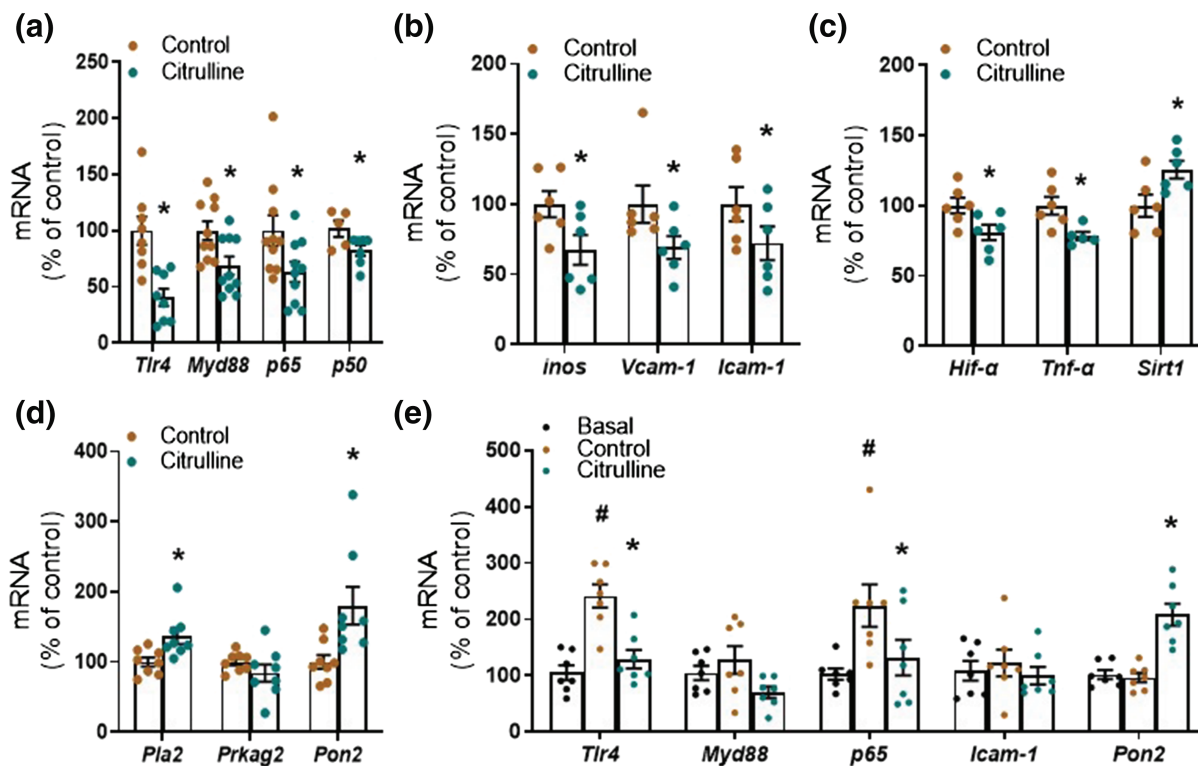 (a)
Control
Citrulline
mRNA
(% of control)
250
200
150
100
50
0
*
*
*
*
Tlr4 Myd88 p65 p50
(b)
Control
Citrulline
mRNA
(% of control)
200
150
100
50
0
*
*
*
inos Vcam-1 Icam-1
(c)
Control
Citrulline
mRNA
(% of control)
200
150
100
50
0
*
*
*
Hif-α Tnf-α Sirt1
(d)
Control
Citrulline
mRNA
(% of control)
400
300
200
100
0
*
*
Pla2 Prkag2 Pon2
(e)
Basal
Control
Citrulline
mRNA
(% of control)
500
400
300
200
100
0
#
*
#
*
*
Tlr4 Myd88 p65 Icam-1 Pon2